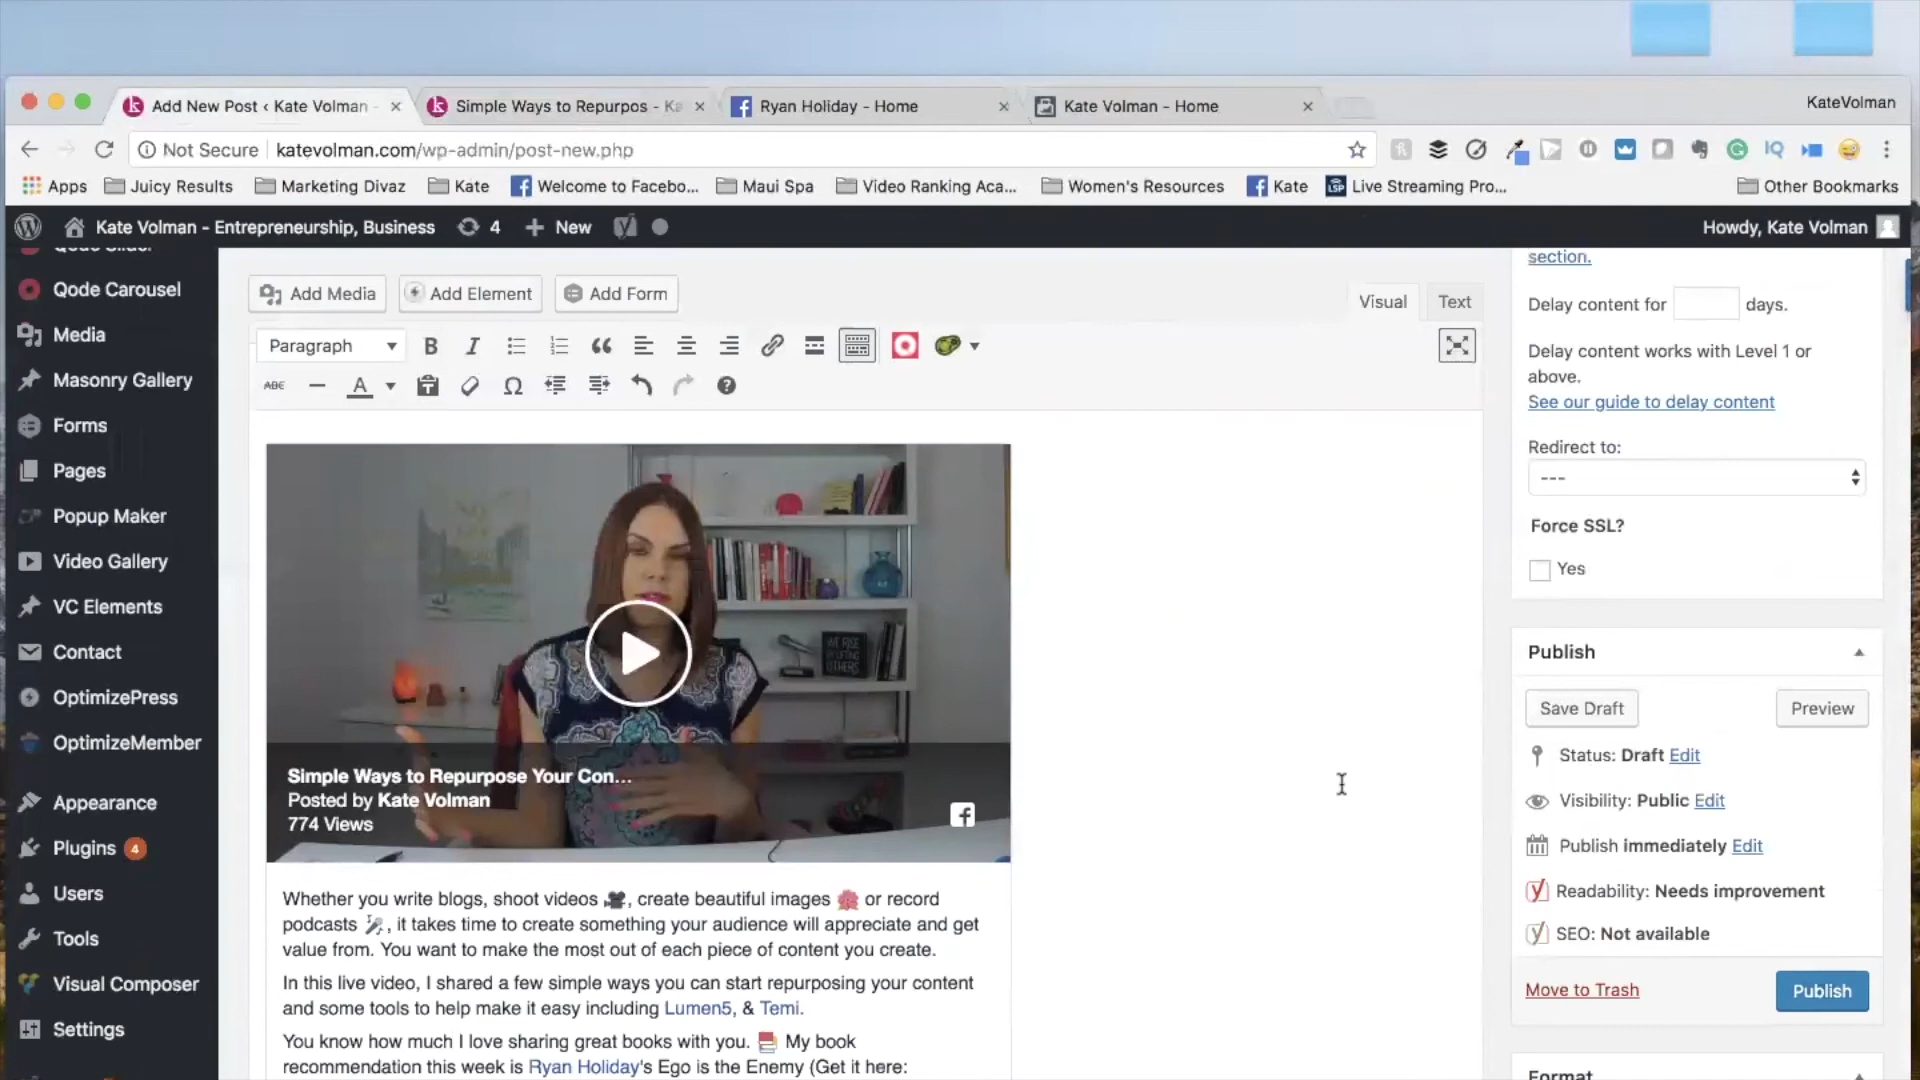 Add New Post ‹ Kate Volman -
Simple Ways to Repurpos - Ka
Ryan Holiday - Home
Kate Volman - Home
KateVolman
Not Secure katevolman.com/wp-admin/post-new.php
Apps
Juicy Results
Marketing Divaz
Kate
Welcome to Facebo...
Maui Spa
Video Ranking Aca...
Women's Resources
Kate
LSP Live Streaming Pro...
Other Bookmarks
Kate Volman - Entrepreneurship, Business
4
New
Howdy, Kate Volman
Qode Slider
Qode Carousel
Media
Masonry Gallery
Forms
Pages
Popup Maker
Video Gallery
VC Elements
Contact
OptimizePress
OptimizeMember
Appearance
Plugins 4
Users
Tools
Visual Composer
Settings
Add Media
Add Element
Add Form
Visual
Text
Paragraph
B
I
ABC
A
WE RISE BY LIFTING OTHERS
Simple Ways to Repurpose Your Con...
Posted by Kate Volman
774 Views
Whether you write blogs, shoot videos 🎥, create beautiful images 🌺 or record
podcasts 🎤, it takes time to create something your audience will appreciate and get
value from. You want to make the most out of each piece of content you create.
In this live video, I shared a few simple ways you can start repurposing your content
and some tools to help make it easy including Lumen5, & Temi.
You know how much I love sharing great books with you. 📚 My book
recommendation this week is Ryan Holiday's Ego is the Enemy (Get it here:
section.
Delay content for days.
Delay content works with Level 1 or
above.
See our guide to delay content
Redirect to:
---
Force SSL?
Yes
Publish
Save Draft
Preview
Status: Draft Edit
Visibility: Public Edit
Publish immediately Edit
Readability: Needs improvement
SEO: Not available
Move to Trash
Publish
Format